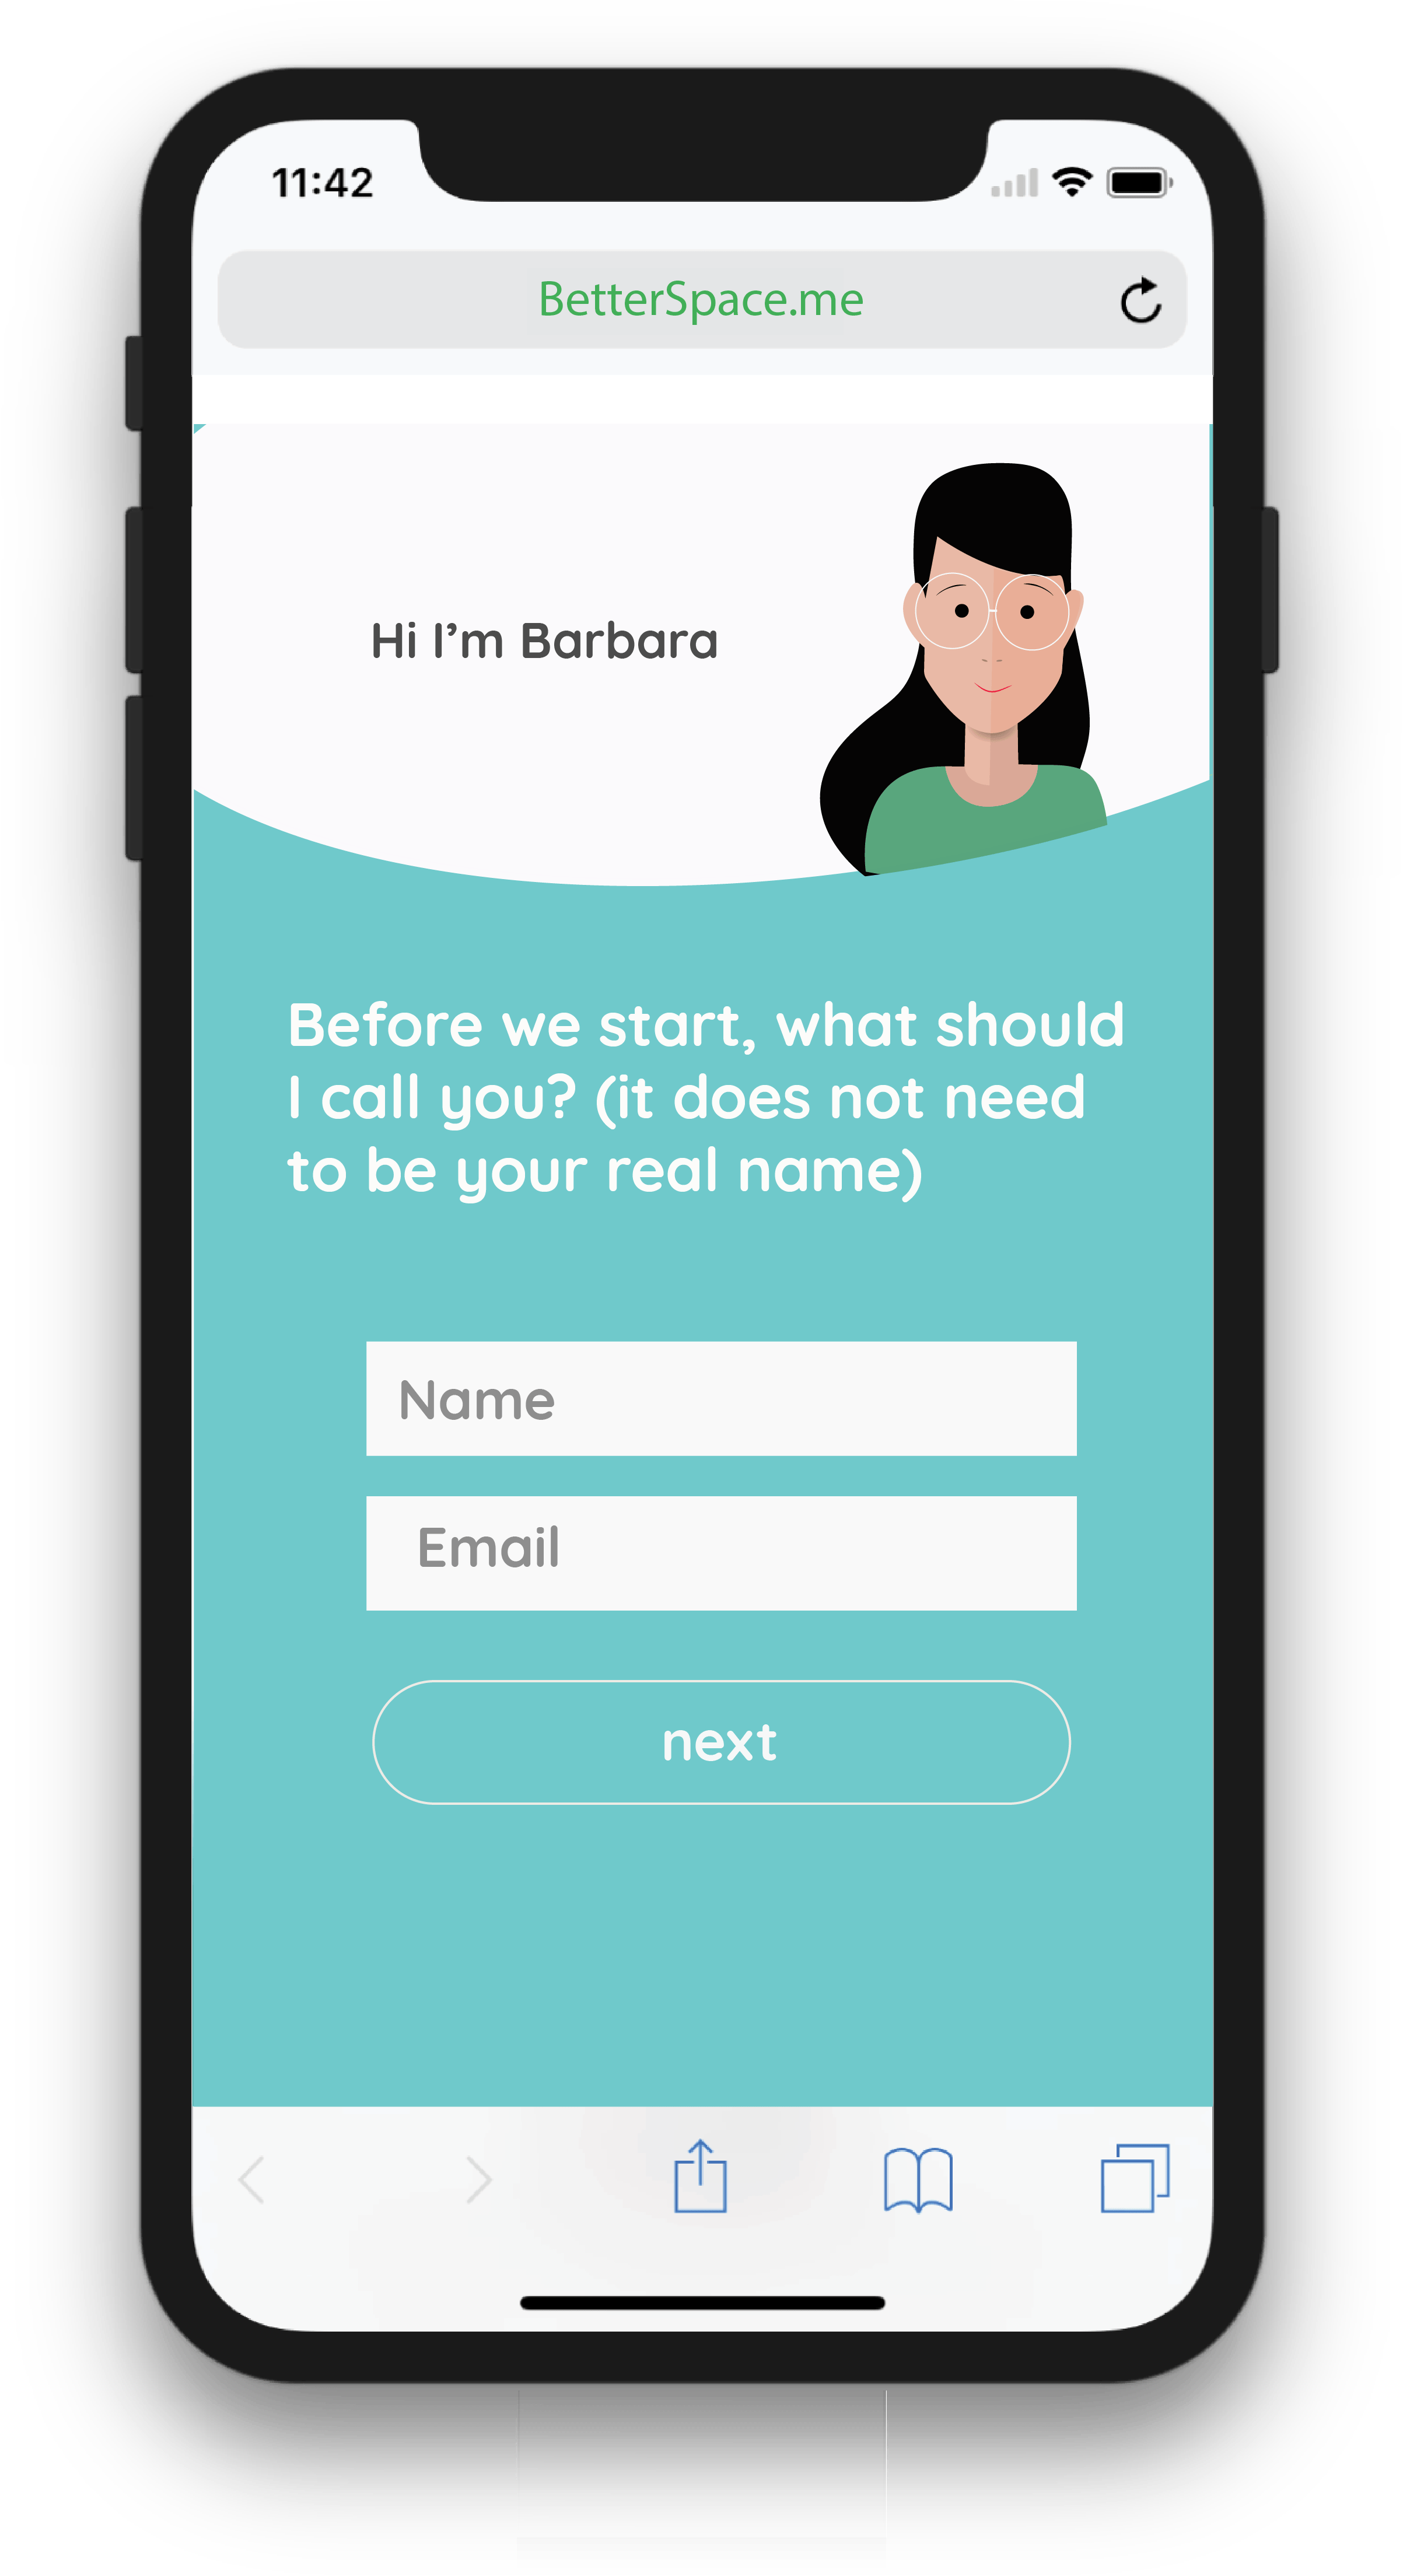 11:42
BetterSpace.me
Hi I’m Barbara
Before we start, what should
I call you? (it does not need
to be your real name)
Name
Email
next